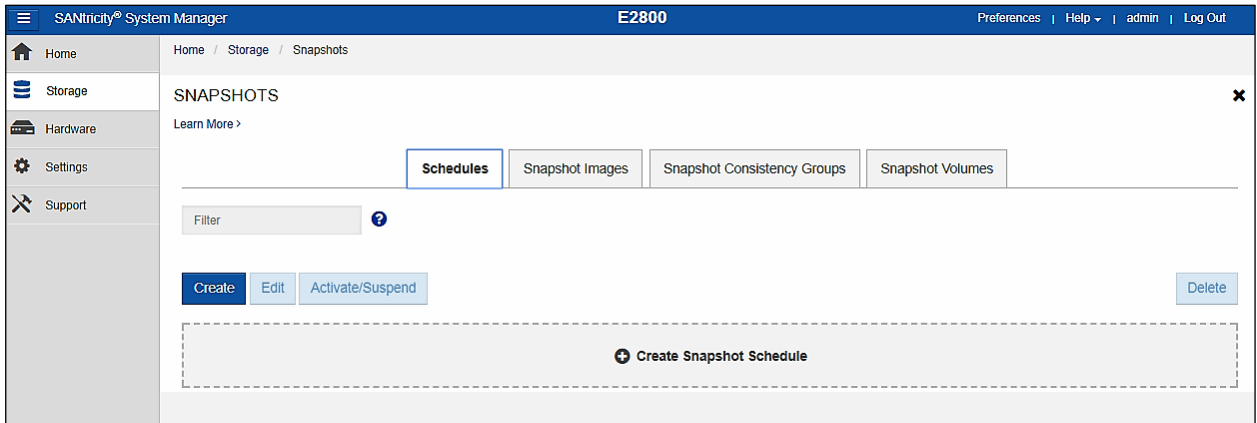 SANtricity® System Manager E2800 Preferences | Help | admin | Log Out
Home
Storage
Hardware
Settings
Support
Home / Storage / Snapshots
SNAPSHOTS
Learn More >
Schedules Snapshot Images Snapshot Consistency Groups Snapshot Volumes
Filter ?
Create Edit Activate/Suspend Delete
Create Snapshot Schedule